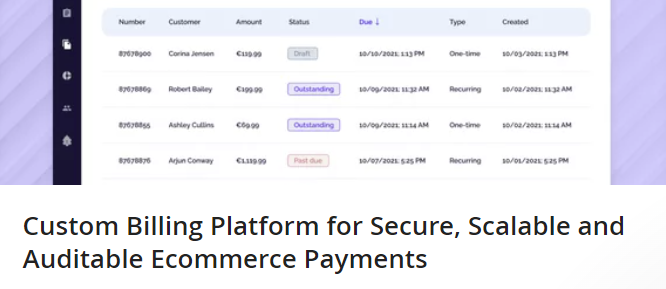 Number Customer Amount Status Due ↓ Type Created
87678900 Corina Jensen €119.99 Draft 10/10/2021; 1:13 PM One-time 10/03/2021; 1:13 PM
87678869 Robert Bailey €199.99 Outstanding 10/09/2021; 11:32 AM Recurring 10/02/2021; 11:32 AM
87678855 Ashley Cullins €69.99 Outstanding 10/09/2021; 11:14 AM One-time 10/02/2021; 11:14 AM
87678876 Arjun Conway €1,119.99 Past due 10/07/2021; 5:25 PM Recurring 10/01/2021; 5:25 PM
Custom Billing Platform for Secure, Scalable and
Auditable Ecommerce Payments